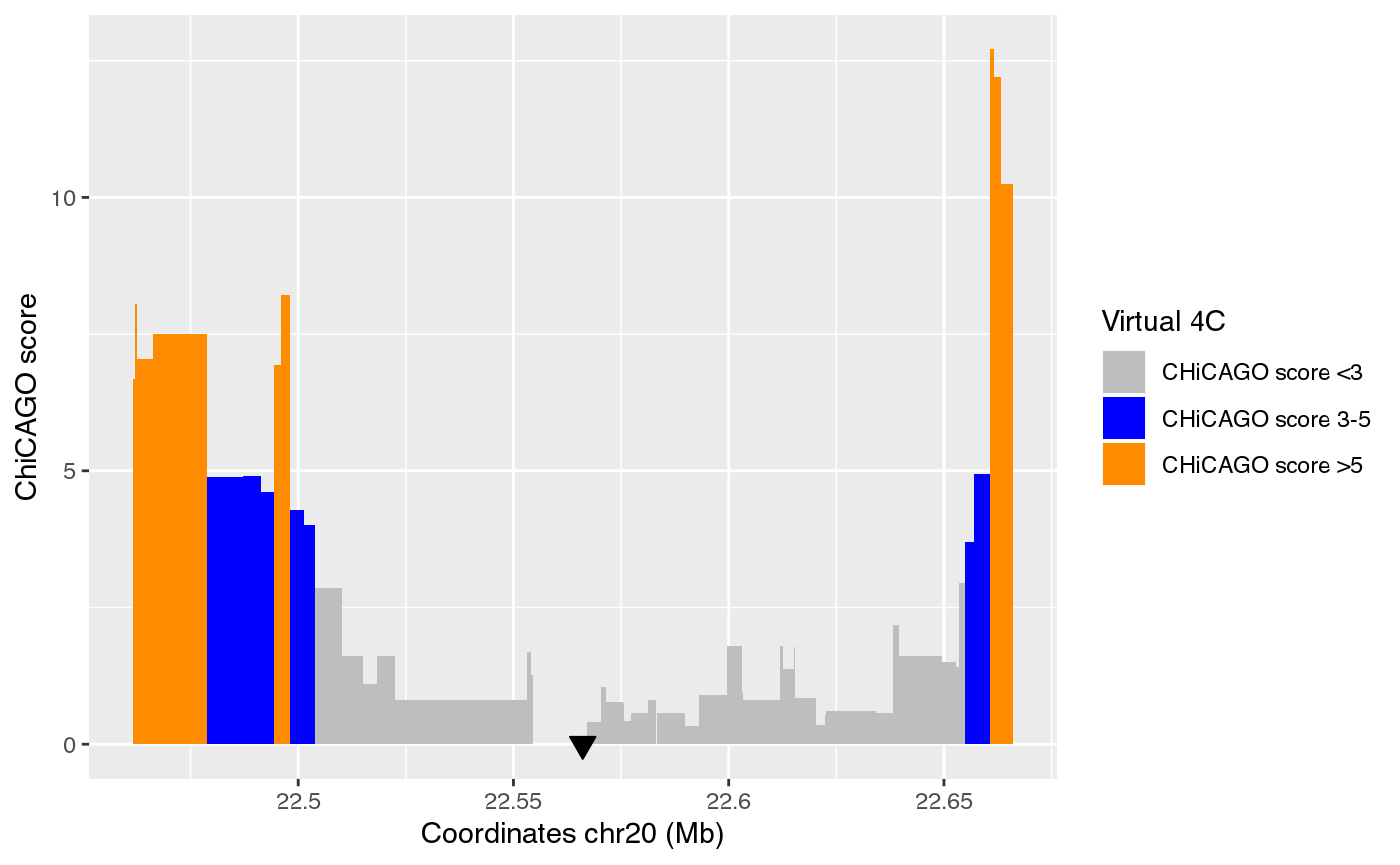 ChiCAGO score
10
5
0
22.5
22.55
22.6
22.65
Coordinates chr20 (Mb)
Virtual 4C
CHiCAGO score <3
CHiCAGO score 3-5
CHiCAGO score >5